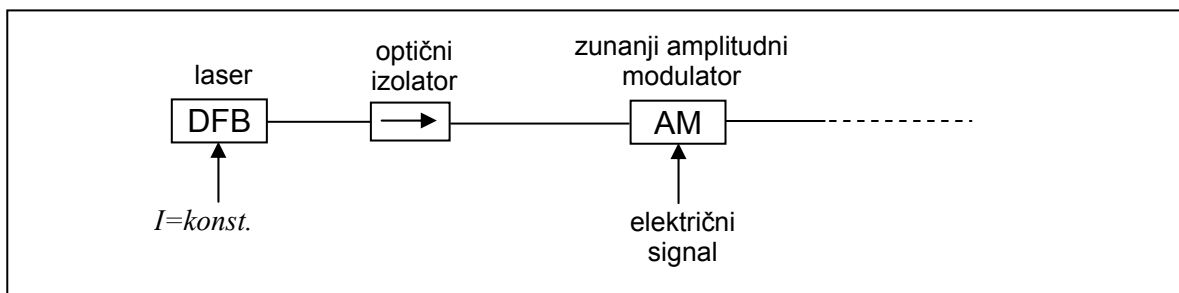 laser
DFB
I=konst.
optični
izolator
zunanji amplitudni
modulator
AM
električni
signal